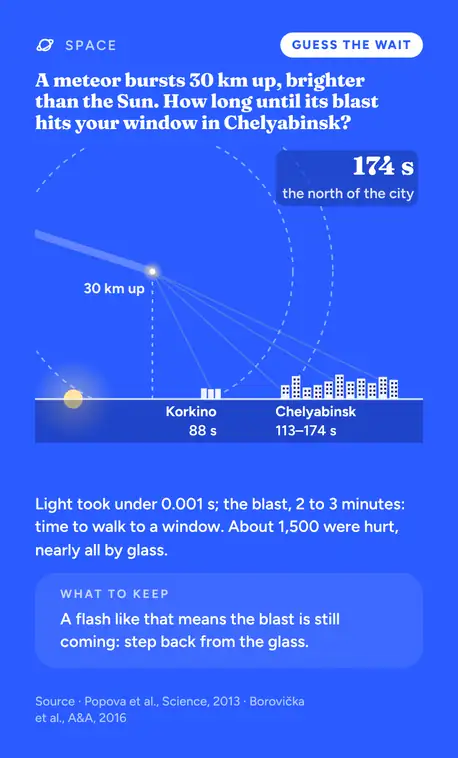 SPACE
GUESS THE WAIT
A meteor bursts 30 km up, brighter
than the Sun. How long until its blast
hits your window in Chelyabinsk?
174 s
the north of the city
30 km up
Korkino
88 s
Chelyabinsk
113–174 s
Light took under 0.001 s; the blast, 2 to 3 minutes:
time to walk to a window. About 1,500 were hurt,
nearly all by glass.
WHAT TO KEEP
A flash like that means the blast is still
coming: step back from the glass.
Source · Popova et al., Science, 2013 · Borovička
et al., A&A, 2016